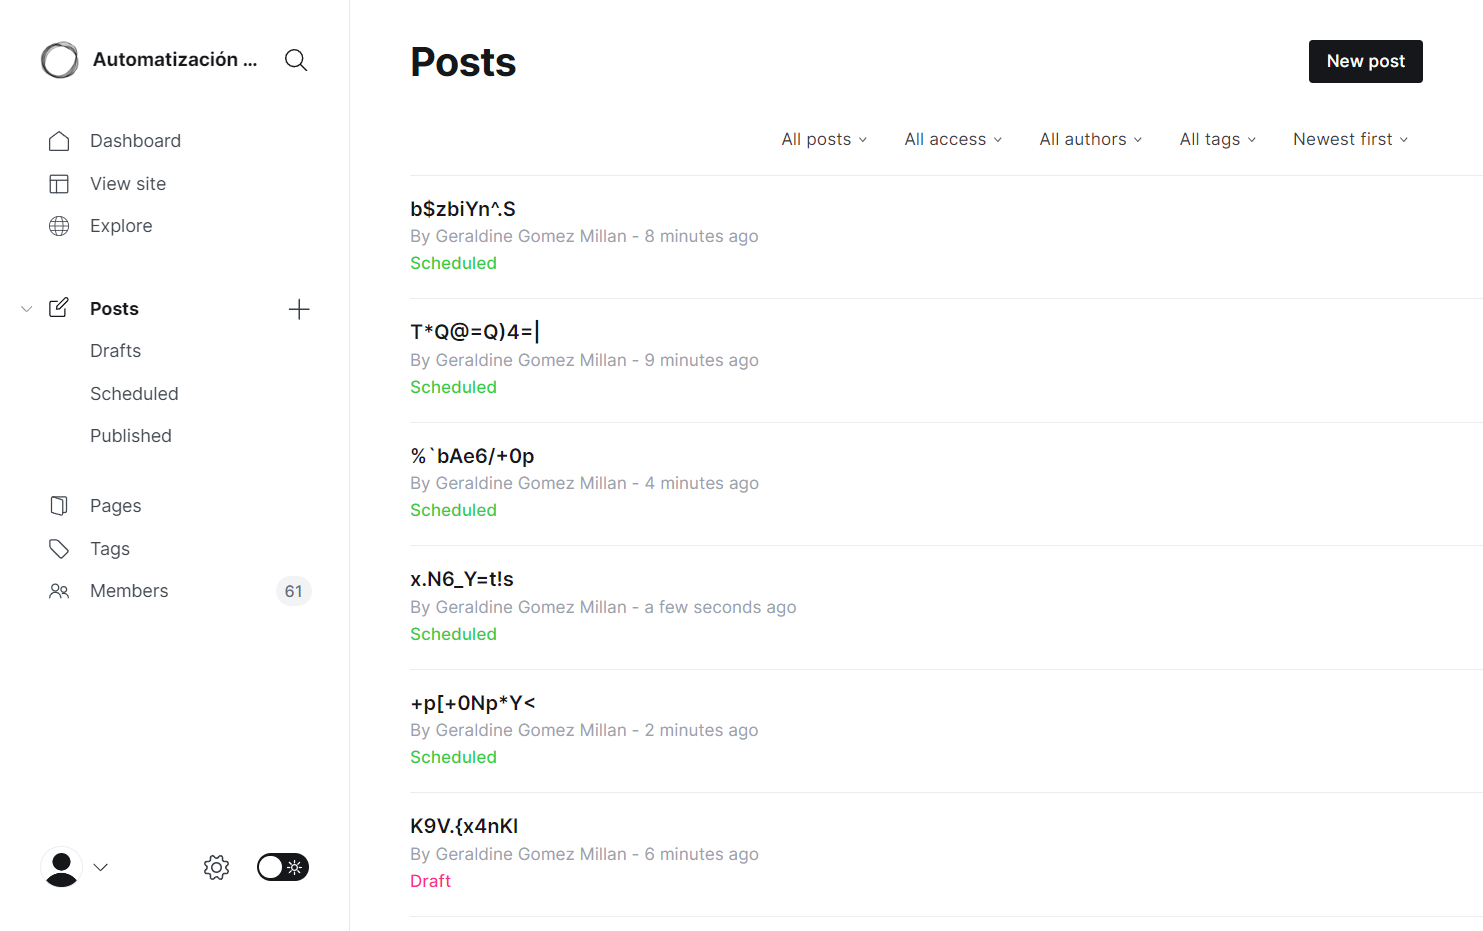 Automatización ...
Dashboard
View site
Explore
Posts
Drafts
Scheduled
Published
Pages
Tags
Members
61
Posts
New post
All posts
All access
All authors
All tags
Newest first
b$zbiYn^.S
By Geraldine Gomez Millan - 8 minutes ago
Scheduled
T*Q@=Q)4=|
By Geraldine Gomez Millan - 9 minutes ago
Scheduled
%`bAe6/+0p
By Geraldine Gomez Millan - 4 minutes ago
Scheduled
x.N6_Y=t!s
By Geraldine Gomez Millan - a few seconds ago
Scheduled
+p[+0Np*Y<
By Geraldine Gomez Millan - 2 minutes ago
Scheduled
K9V.{x4nKl
By Geraldine Gomez Millan - 6 minutes ago
Draft